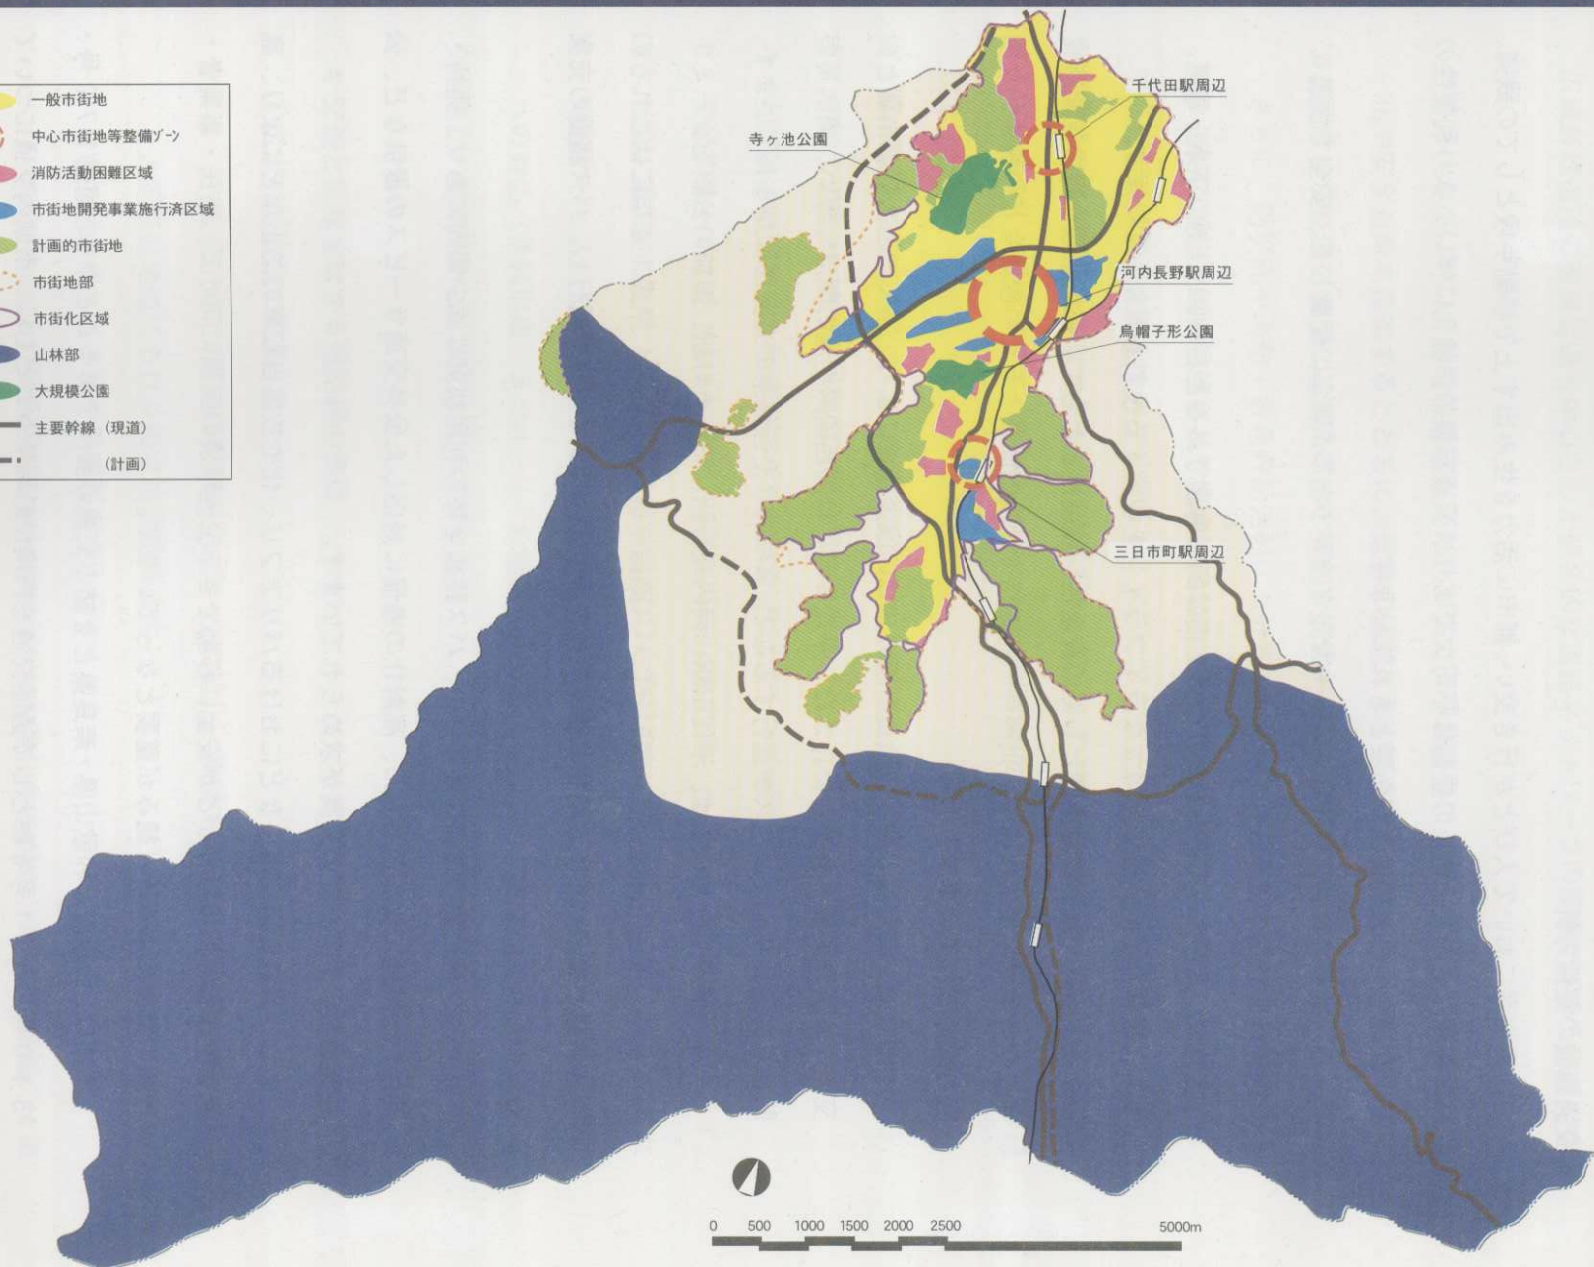 一般市街地
中心市街地等整備ゾーン
消防活動困難区域
市街地開発事業施行済区域
計画的市街地
市街地部
市街化区域
山林部
大規模公園
主要幹線（現道）
（計画）
千代田駅周辺
寺ヶ池公園
河内長野駅周辺
烏帽子形公園
三日市町駅周辺
0 500 1000 1500 2000 2500 5000m